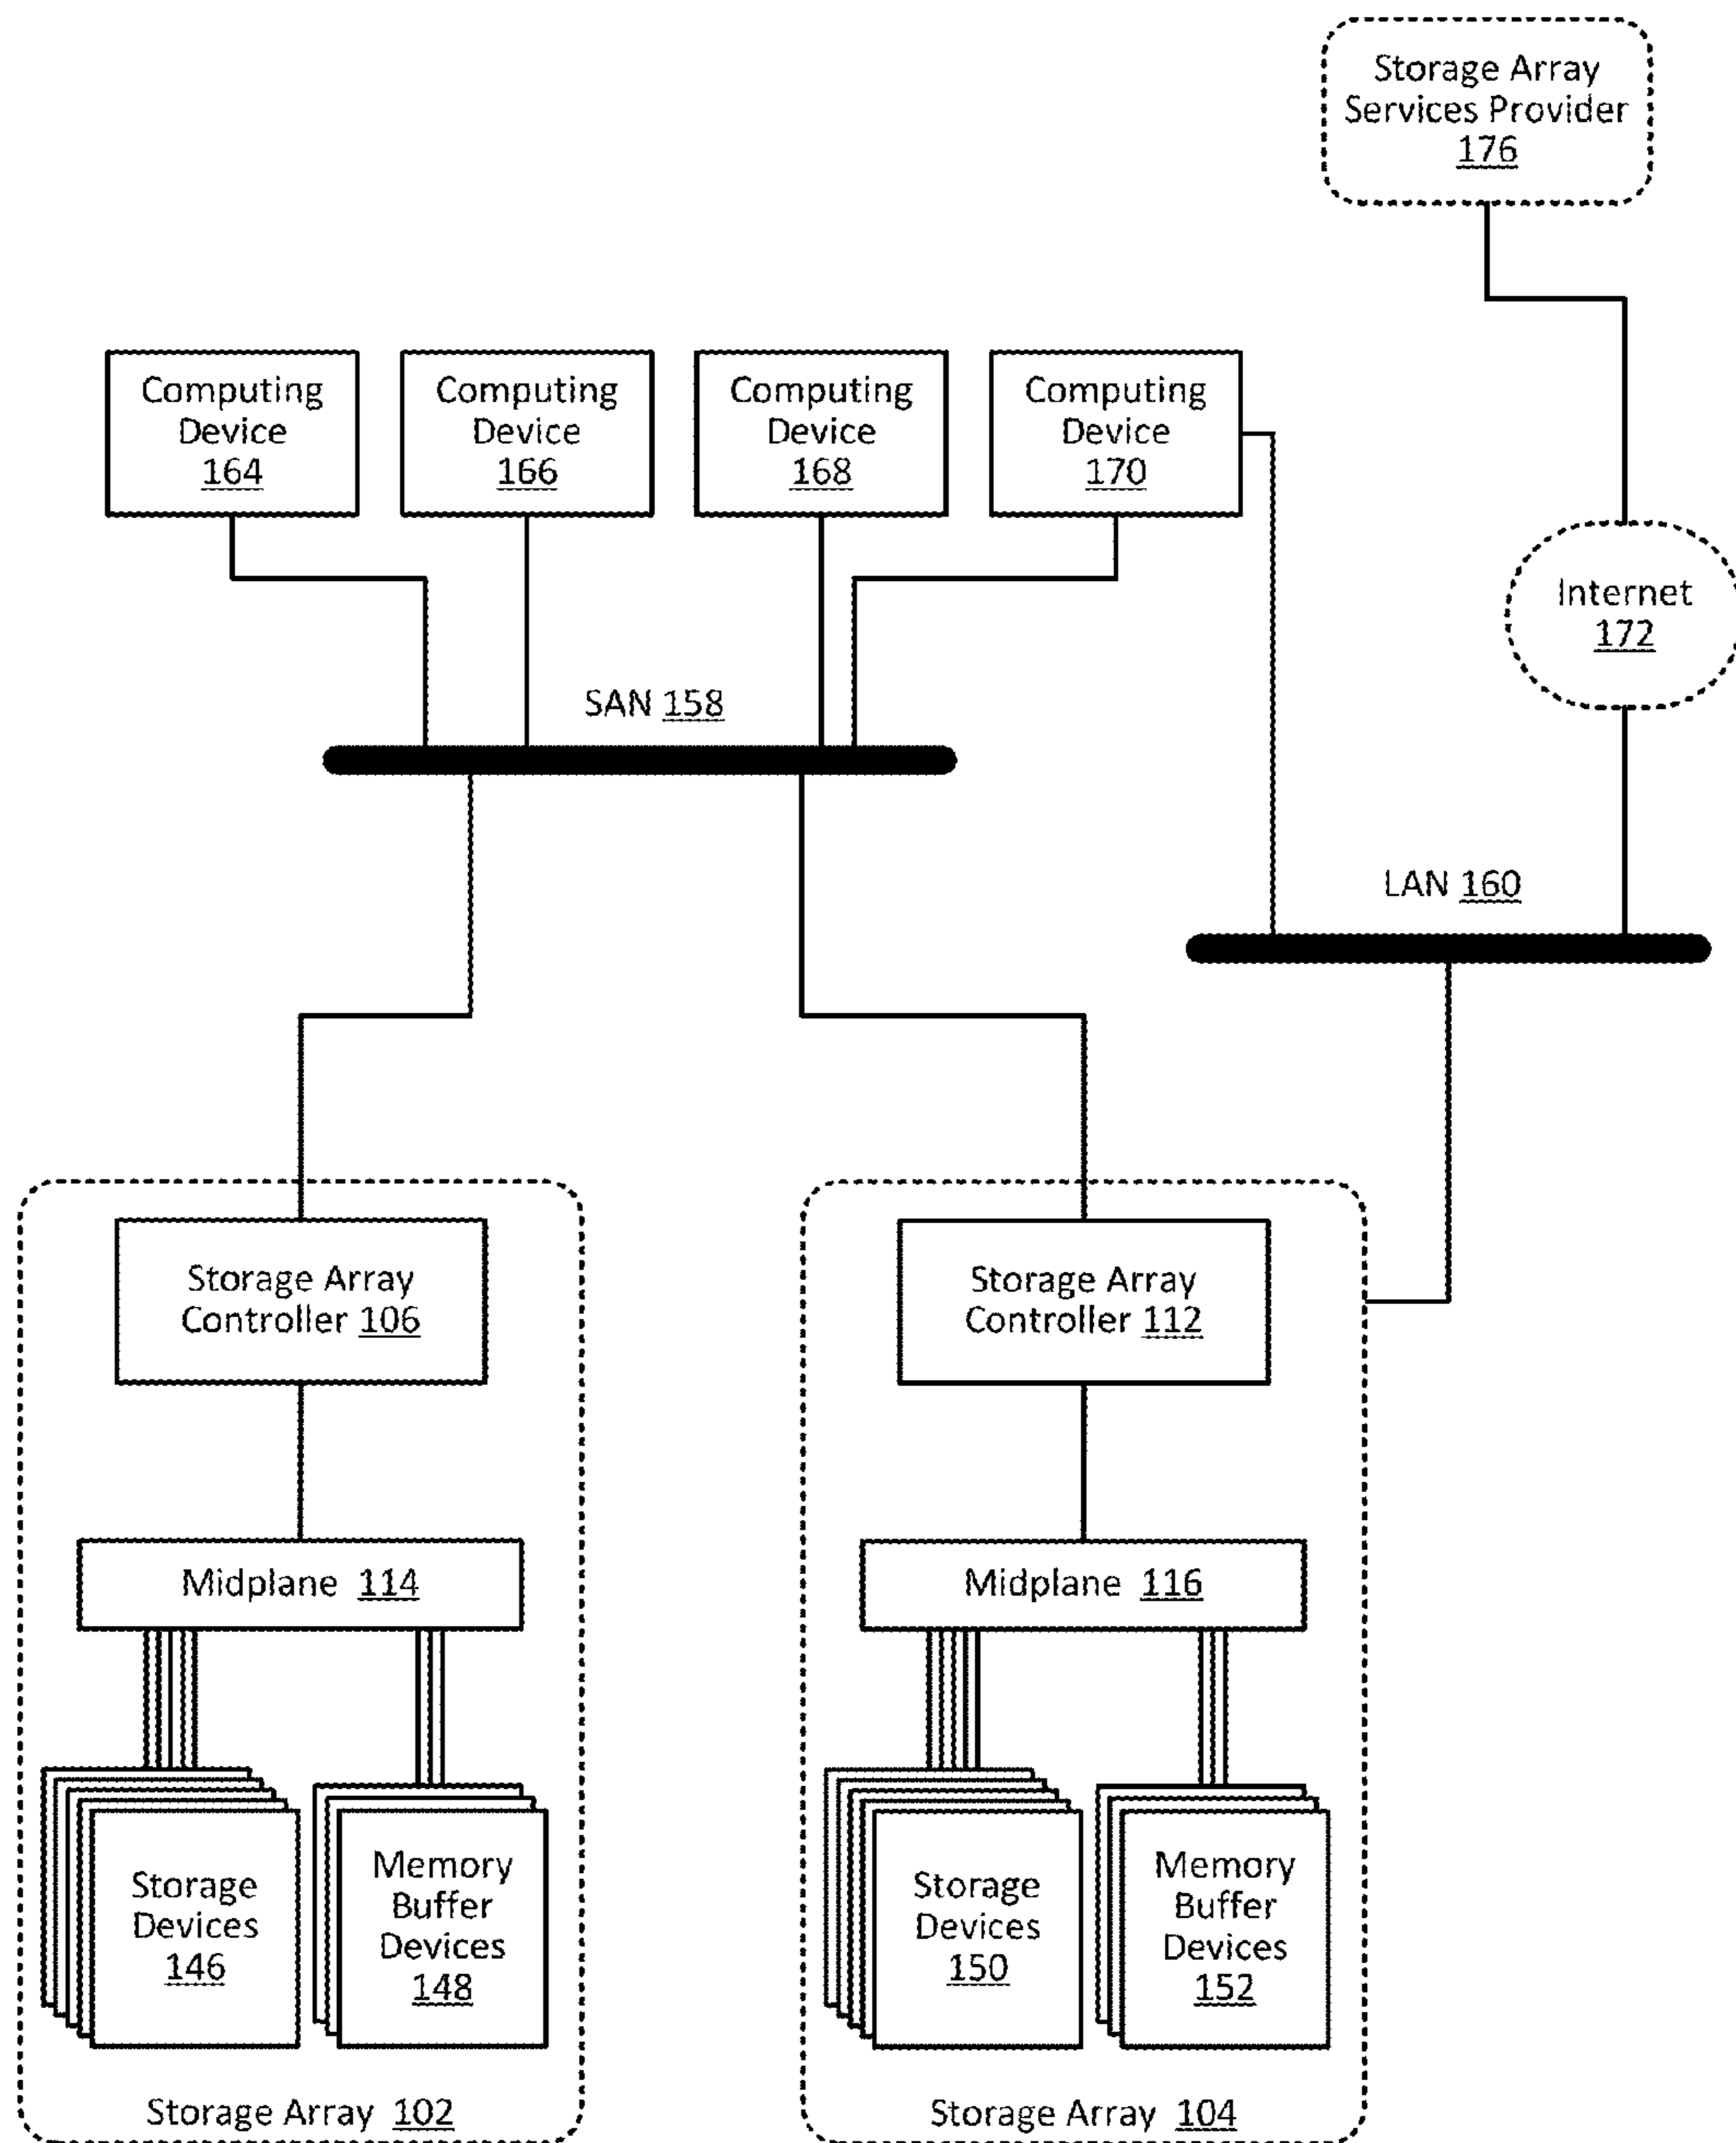 Storage Array
Services Provider
176
Computing
Device
164
Computing
Device
166
Computing
Device
168
Computing
Device
170
Internet
172
SAN 158
LAN 160
Storage Array
Controller 106
Storage Array
Controller 112
Midplane 114
Midplane 116
Storage
Devices
146
Memory
Buffer
Devices
148
Storage
Devices
150
Memory
Buffer
Devices
152
Storage Array 102
Storage Array 104